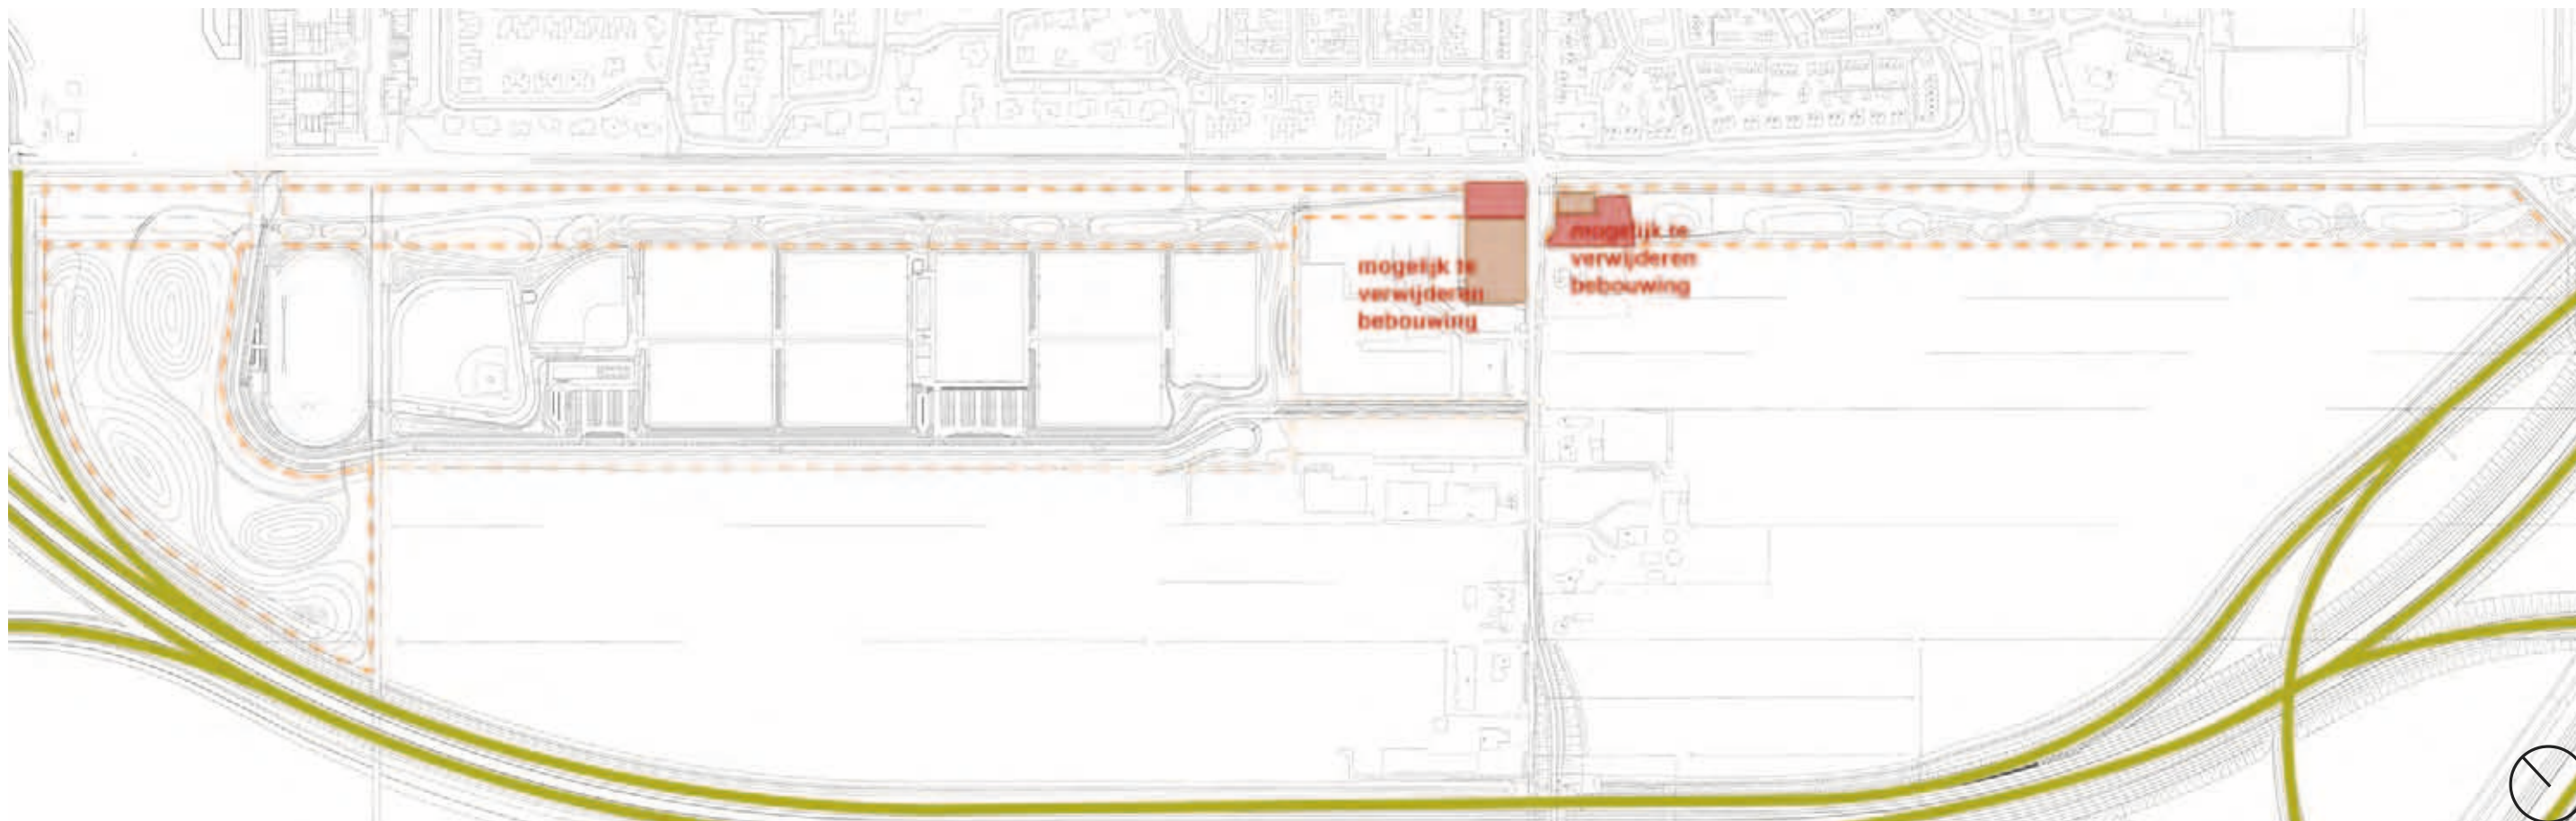 mogelijk te
verwijderen
bebouwing
mogelijk te
verwijderen
bebouwing